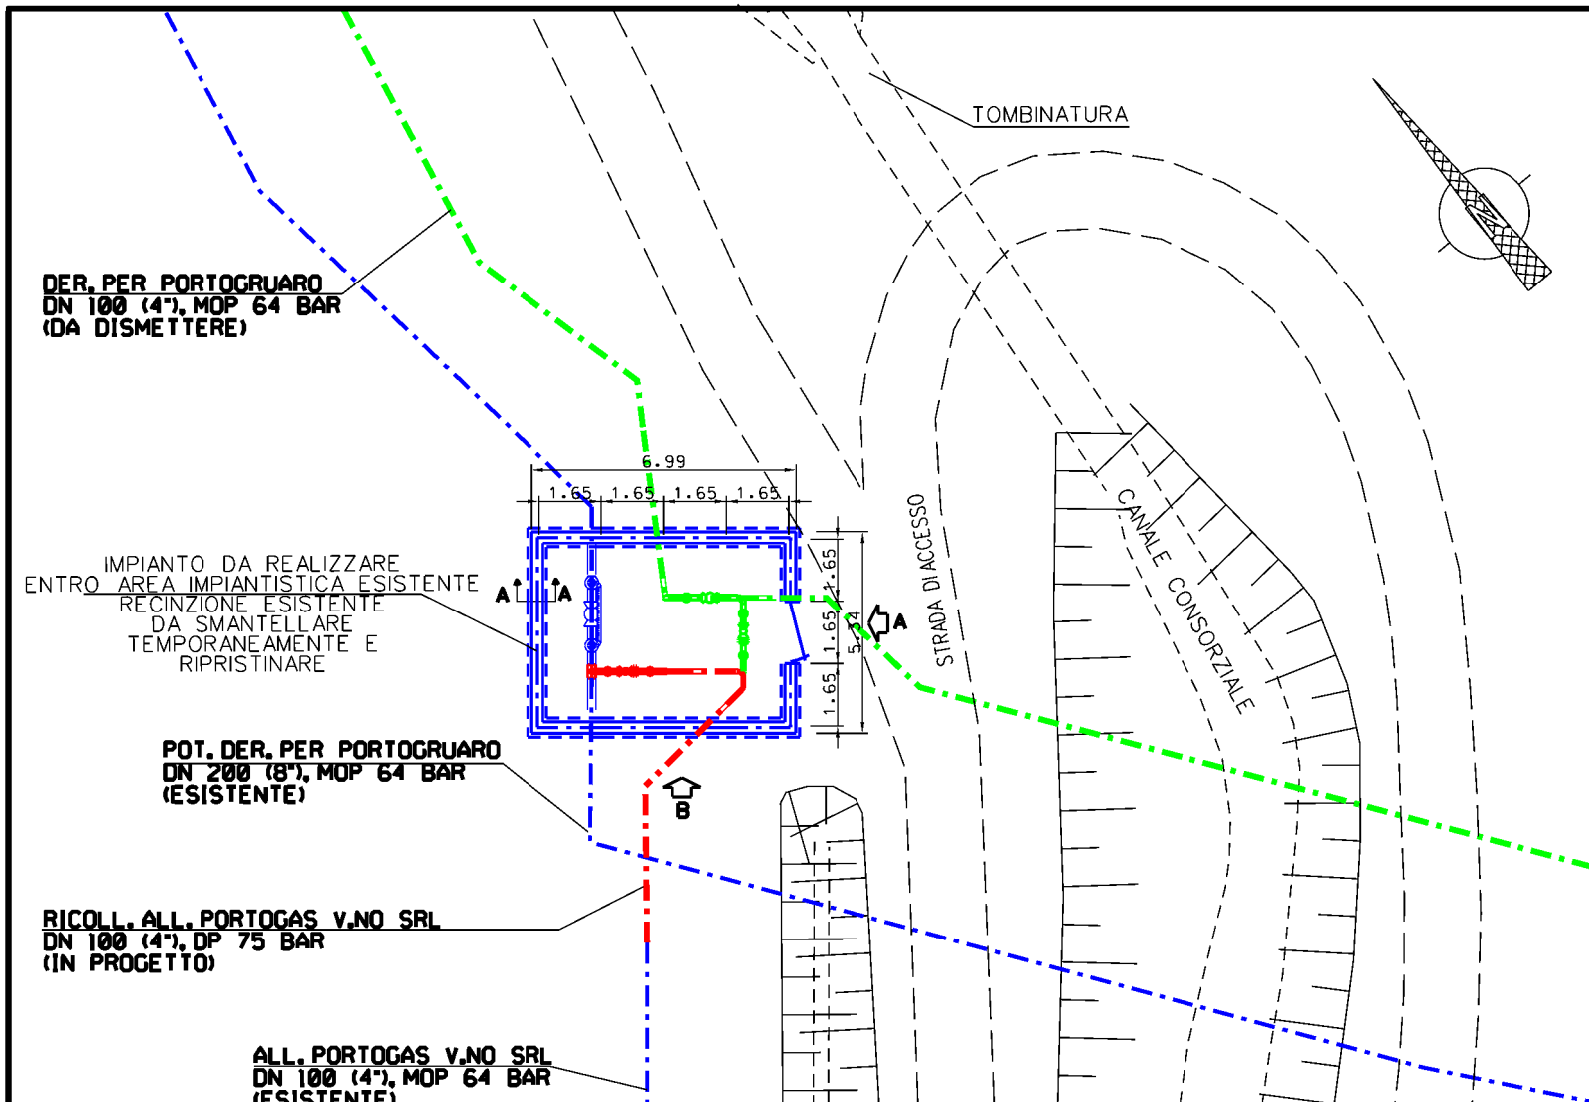 TOMBINATURA
N
DER. PER PORTOGRUARO
DN 100 (4"), MOP 64 BAR
(DA DISMETTERE)
6.99
1.65 1.65 1.65 1.65
IMPIANTO DA REALIZZARE
ENTRO AREA IMPIANTISTICA ESISTENTE
RECINZIONE ESISTENTE
DA SMANTELLARE
TEMPORANEAMENTE E
RIPRISTINARE
A A
1.65
1.65
1.65
5.34
A
STRADA DI ACCESSO
CANALE CONSORZIALE
POT. DER. PER PORTOGRUARO
DN 200 (8"), MOP 64 BAR
(ESISTENTE)
B
RICOLL. ALL. PORTOGAS V.NO SRL
DN 100 (4"), DP 75 BAR
(IN PROGETTO)
ALL. PORTOGAS V.NO SRL
DN 100 (4"), MOP 64 BAR
(ESISTENTE)